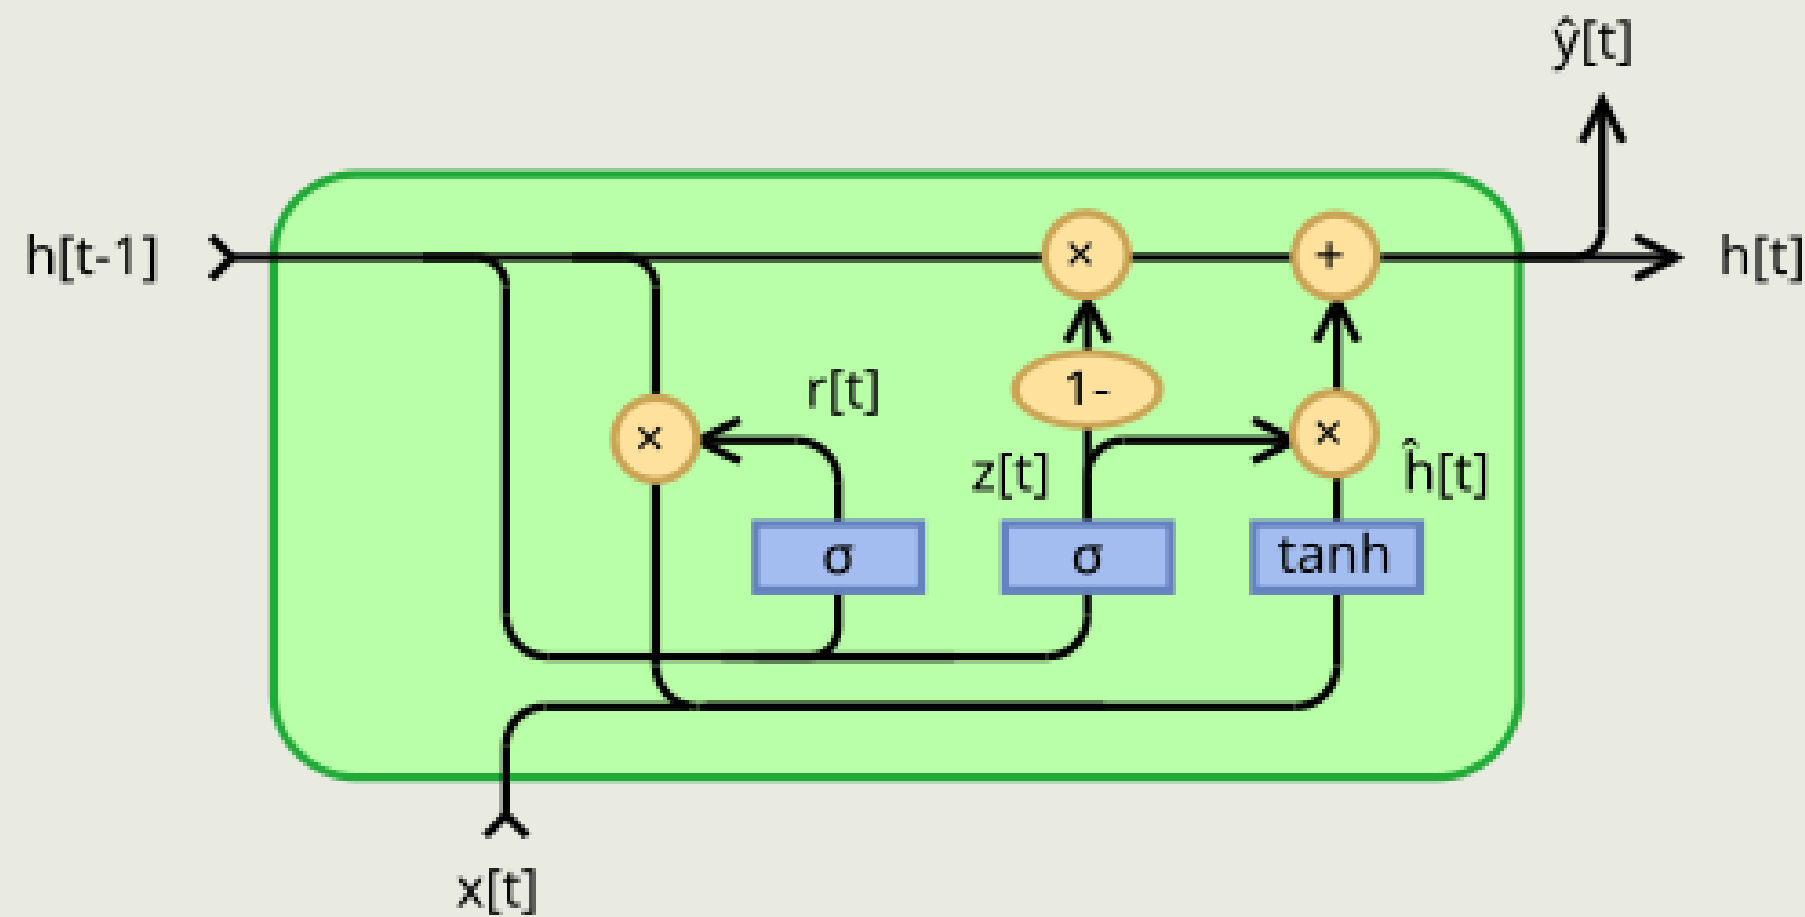 ŷ[t]
h[t-1]
×
+
h[t]
1-
r[t]
×
×
z[t]
ĥ[t]
σ
σ
tanh
x[t]